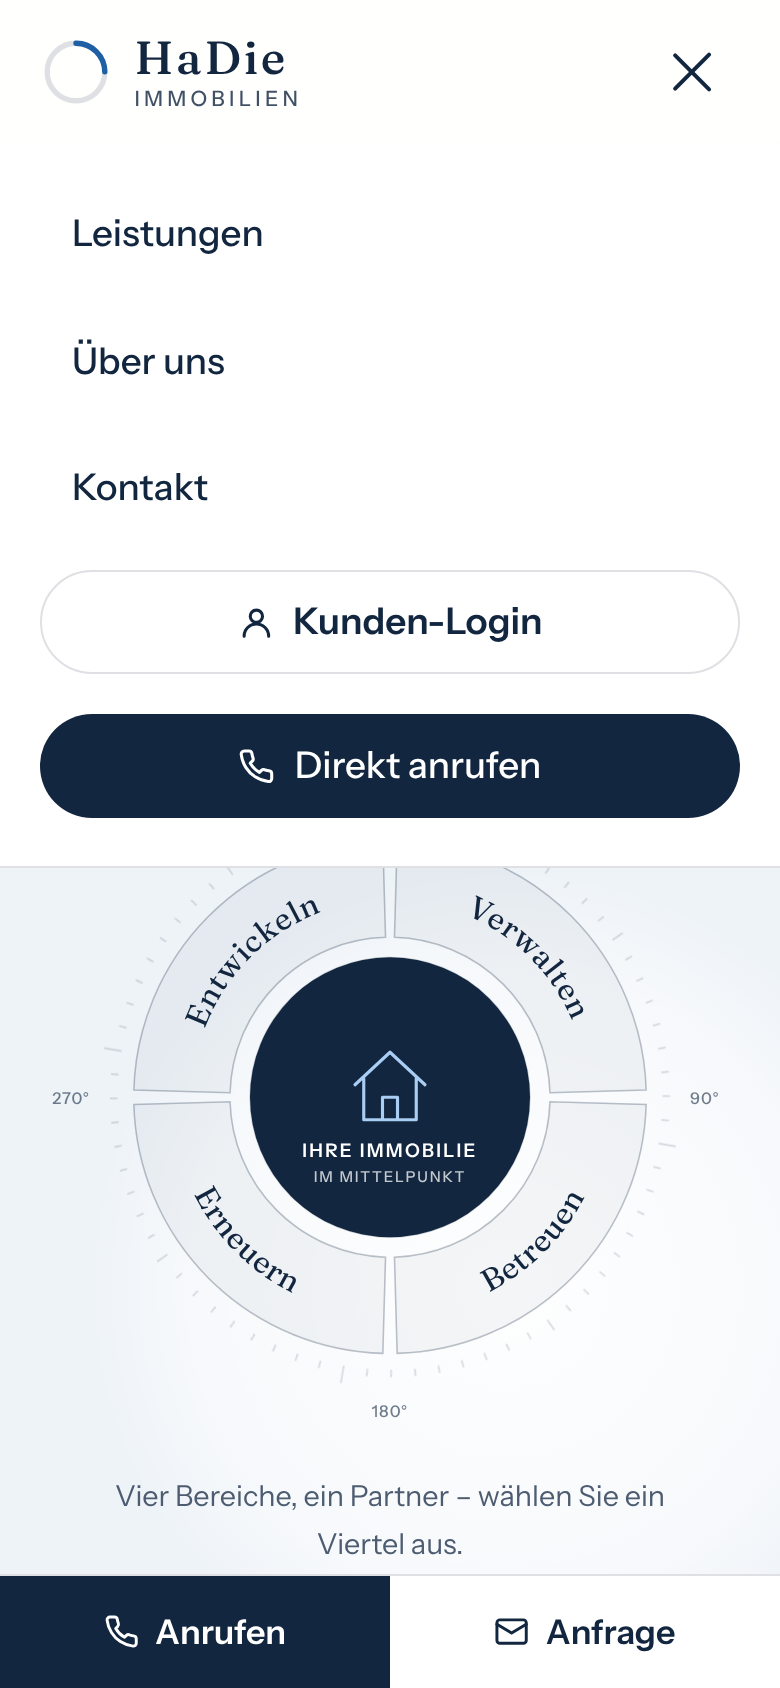 HaDie
IMMOBILIEN
Leistungen
Über uns
Kontakt
Kunden-Login
Direkt anrufen
Entwickeln
Verwalten
270°
90°
IHRE IMMOBILIE
IM MITTELPUNKT
Erneuern
Betreuen
180°
Vier Bereiche, ein Partner – wählen Sie ein
Viertel aus.
Anrufen
Anfrage